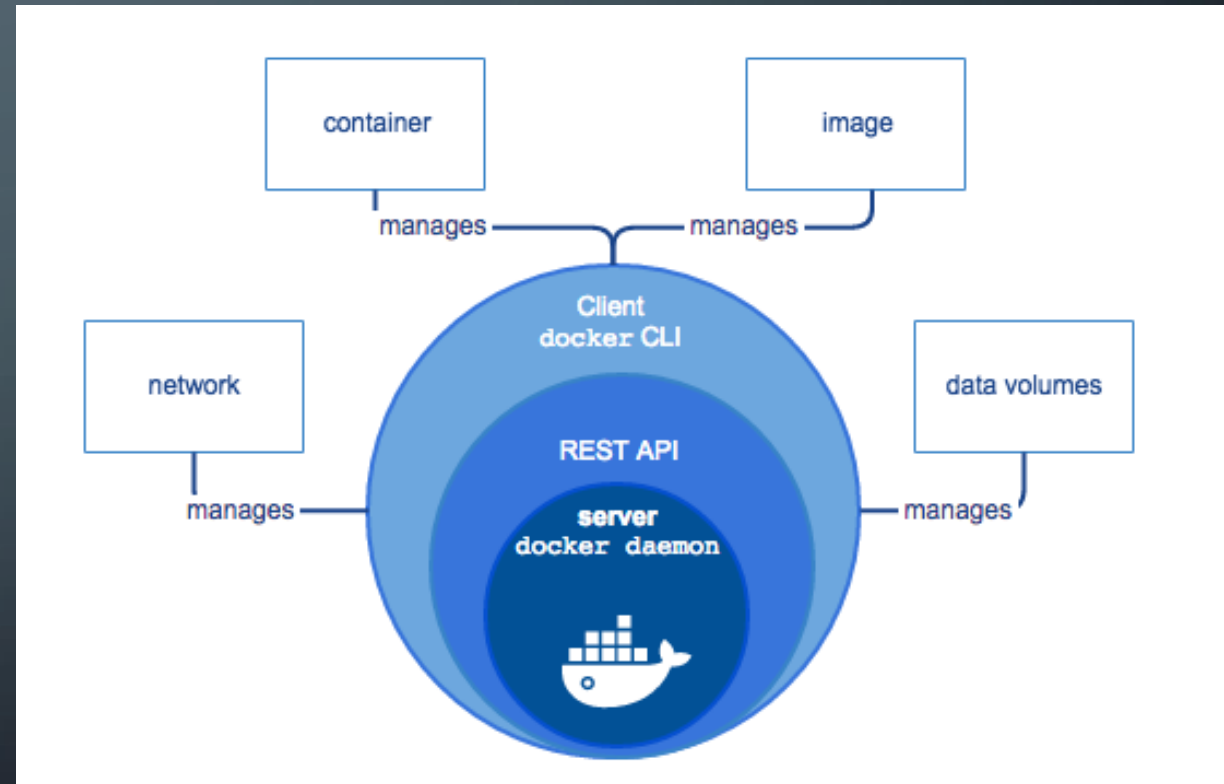 container
image
manages
manages
Client
docker CLI
network
data volumes
REST API
manages
manages
server
docker daemon